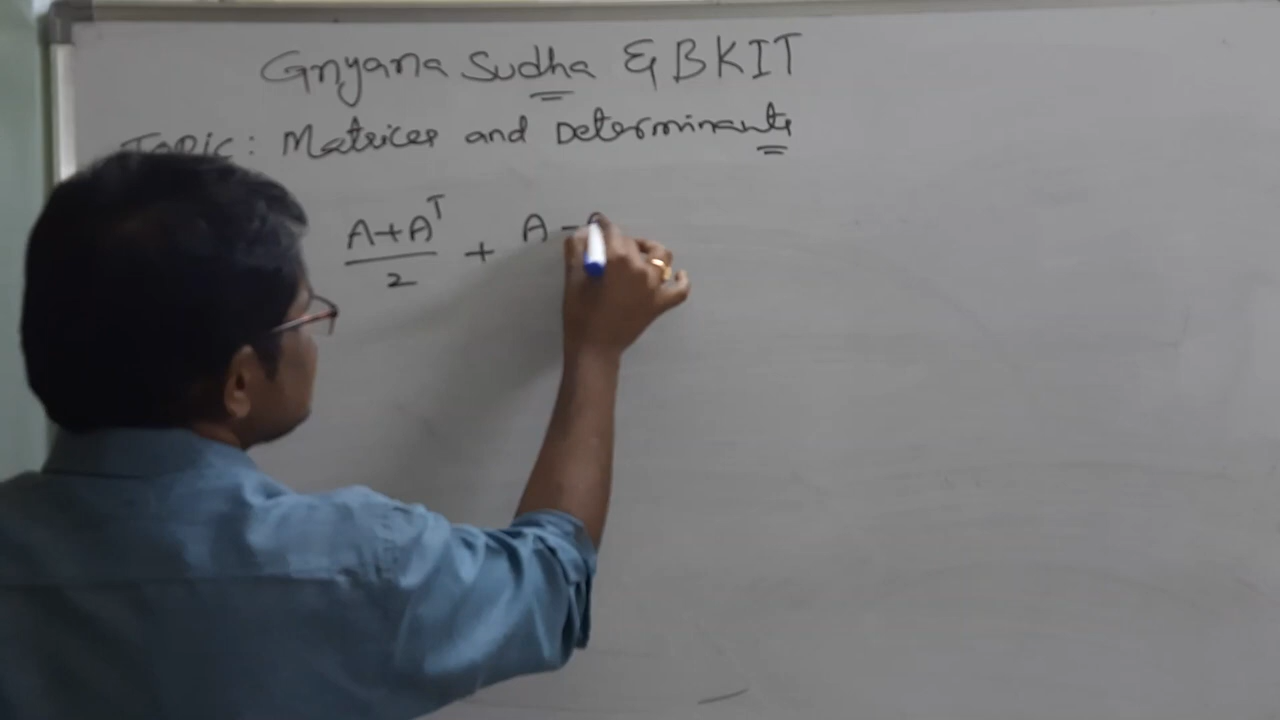 Gnyana Sudha & BKIT
Topic: Matrices and Determinants
A+A^T/2 + A - A